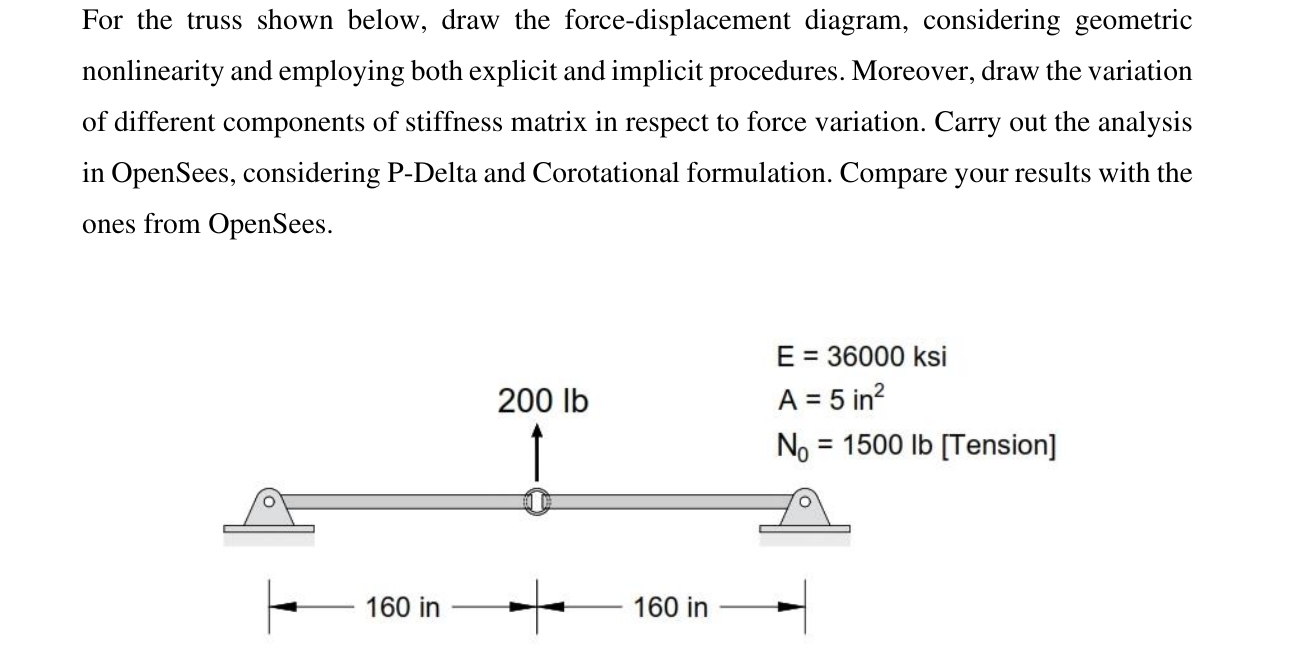 For the truss shown below, draw the force-displacement diagram, considering geometric
nonlinearity and employing both explicit and implicit procedures. Moreover, draw the variation
of different components of stiffness matrix in respect to force variation. Carry out the analysis
in OpenSees, considering P-Delta and Corotational formulation. Compare your results with the
ones from OpenSees.
E = 36000 ksi
200 lb
A = 5 in²
N₀ = 1500 lb [Tension]
160 in
160 in